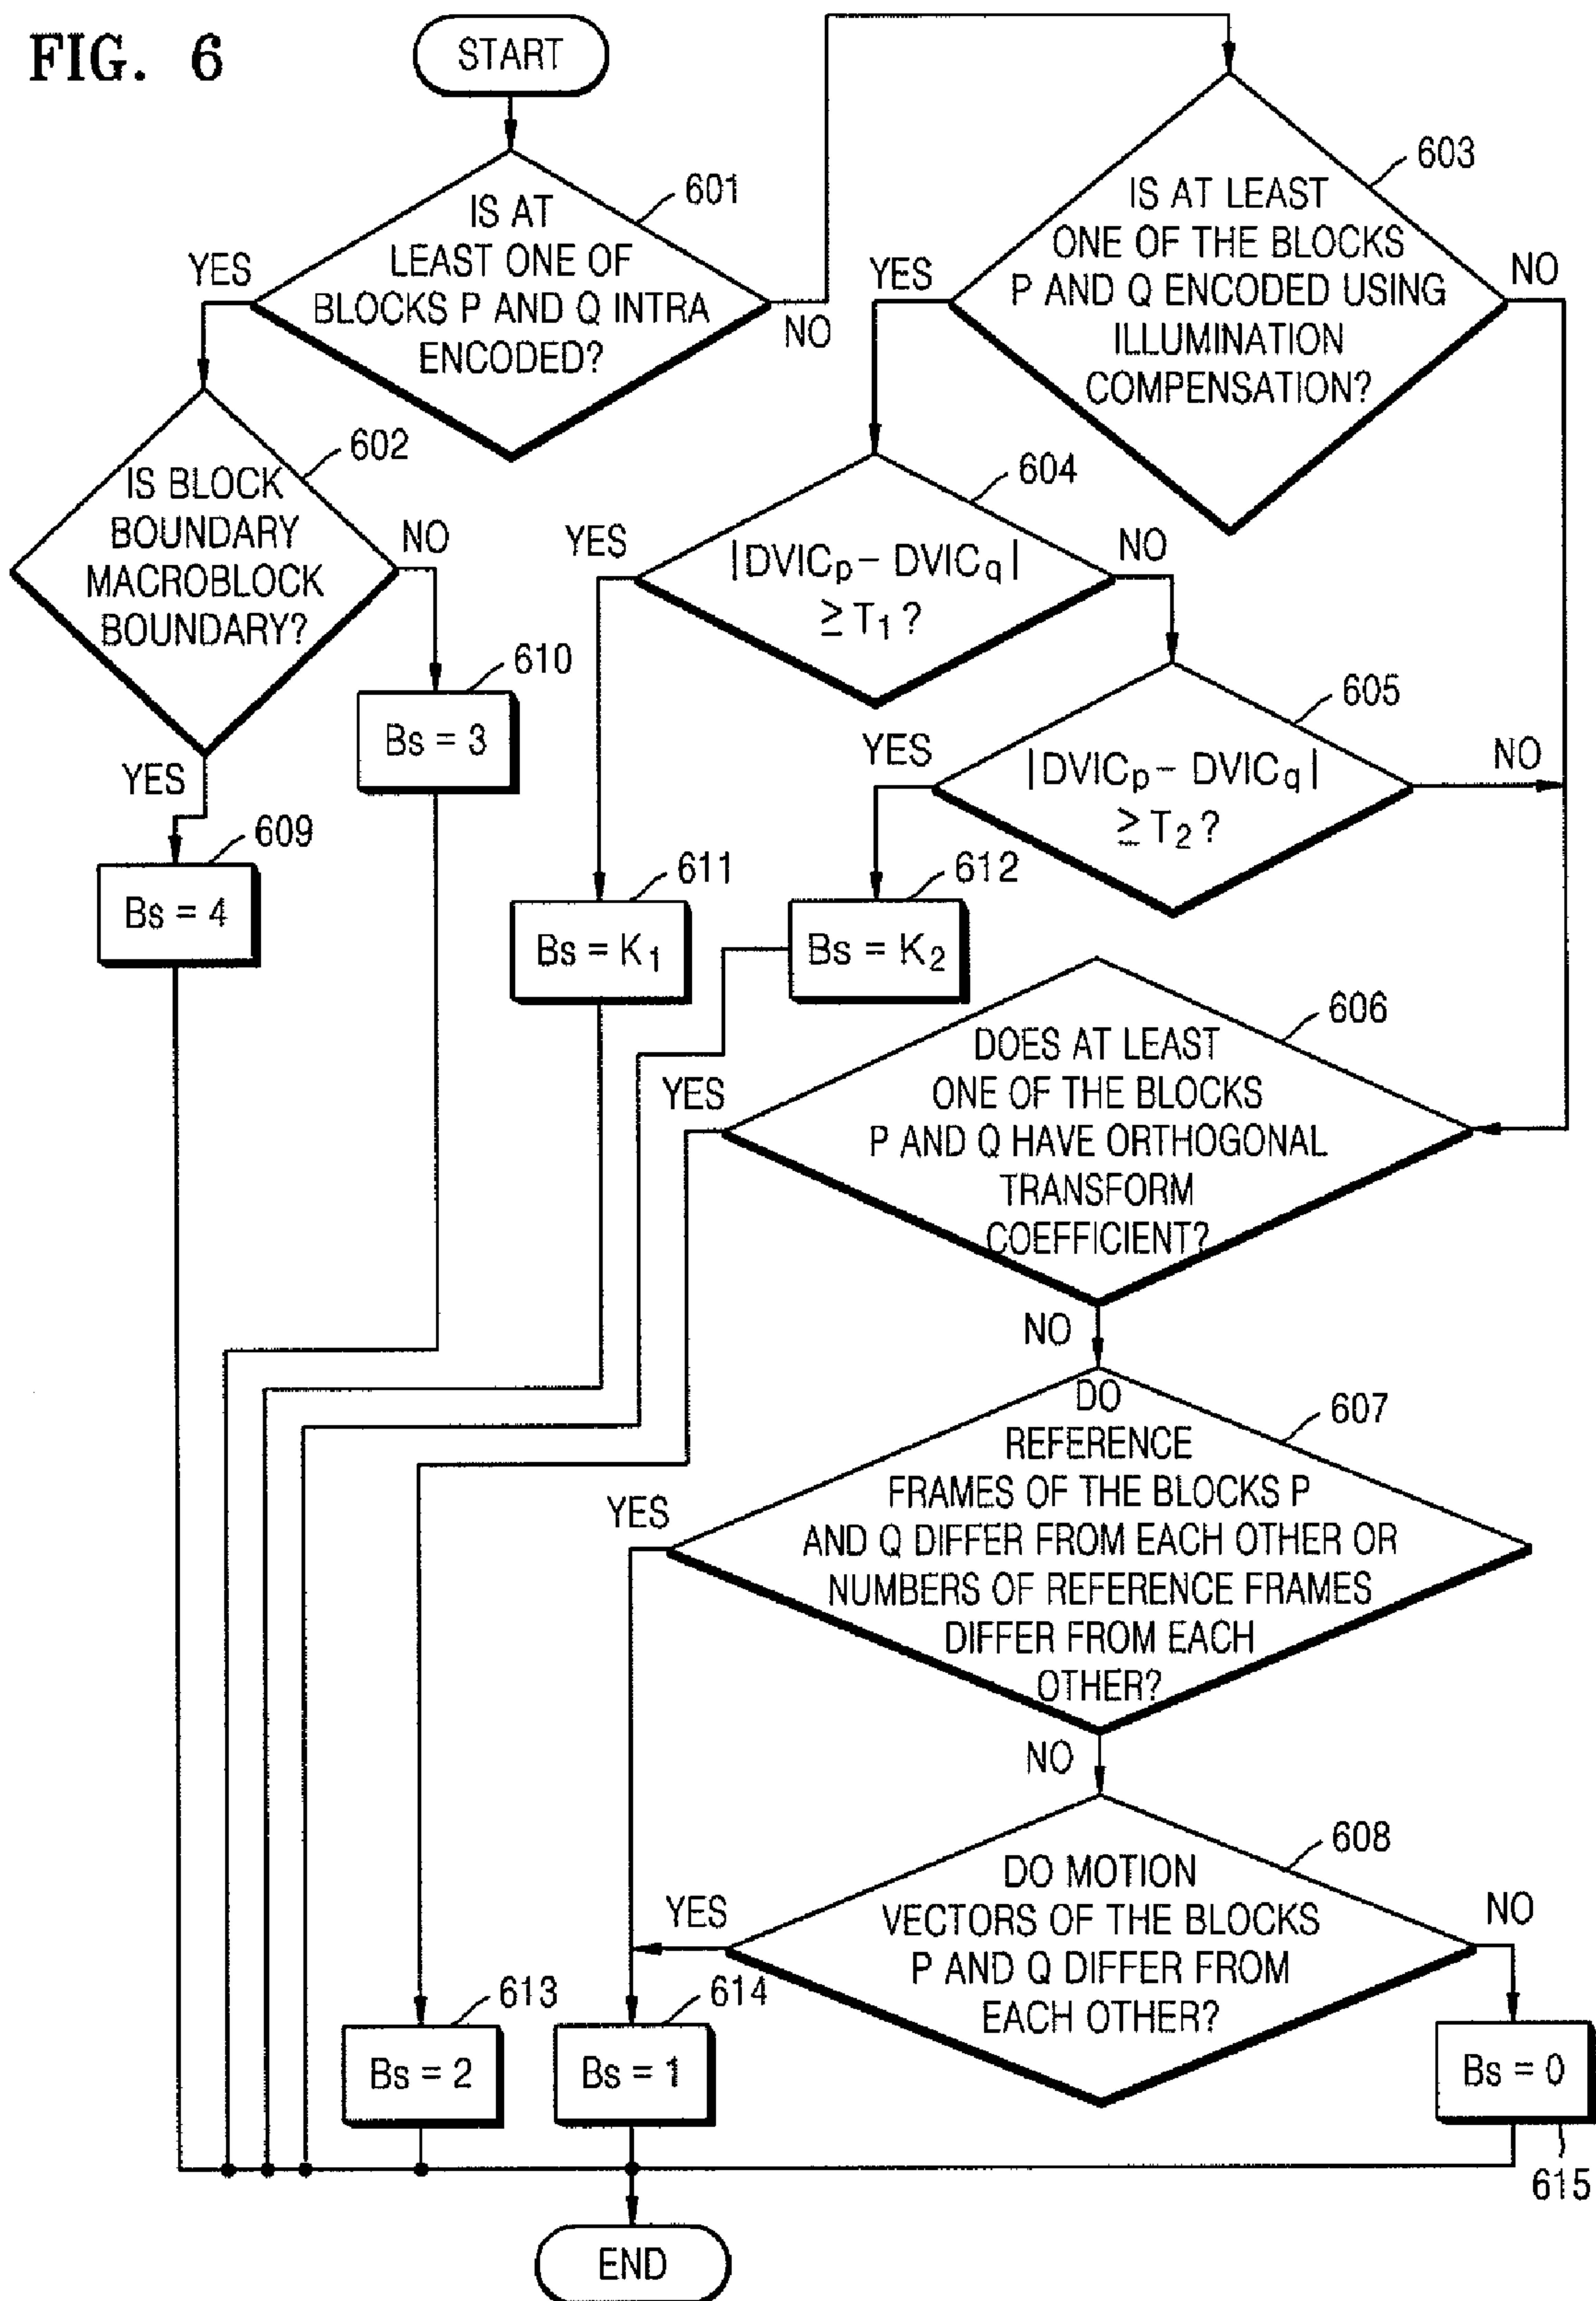 FIG. 6
START
601
IS AT
LEAST ONE OF
BLOCKS P AND Q INTRA
ENCODED?
YES
NO
603
IS AT LEAST
ONE OF THE BLOCKS
P AND Q ENCODED USING
ILLUMINATION
COMPENSATION?
YES
NO
602
IS BLOCK
BOUNDARY
MACROBLOCK
BOUNDARY?
NO
YES
604
|DVICp - DVICq|
≥ T1 ?
YES
NO
610
Bs = 3
605
|DVICp - DVICq|
≥ T2 ?
YES
NO
609
Bs = 4
611
Bs = K1
612
Bs = K2
606
DOES AT LEAST
ONE OF THE BLOCKS
P AND Q HAVE ORTHOGONAL
TRANSFORM
COEFFICIENT?
YES
NO
607
DO
REFERENCE
FRAMES OF THE BLOCKS P
AND Q DIFFER FROM EACH OTHER OR
NUMBERS OF REFERENCE FRAMES
DIFFER FROM EACH
OTHER?
YES
NO
608
DO MOTION
VECTORS OF THE BLOCKS
P AND Q DIFFER FROM
EACH OTHER?
YES
NO
613
Bs = 2
614
Bs = 1
Bs = 0
615
END